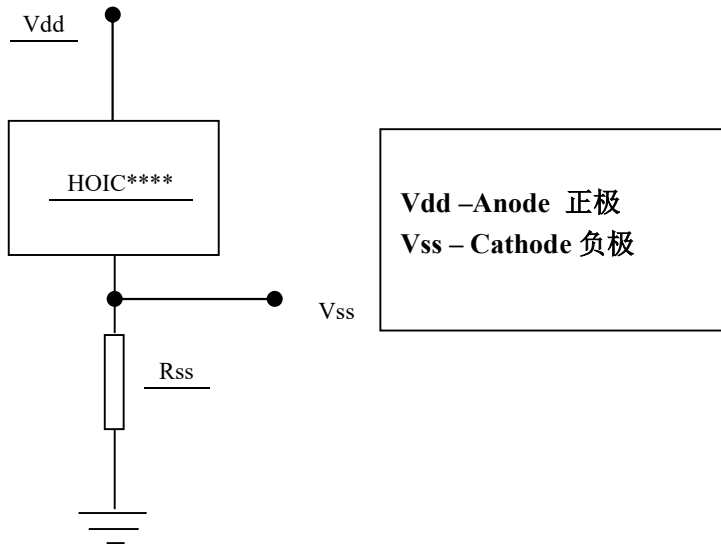 Vdd
HOIC****
Vss
Rss
Vdd –Anode 正极
Vss – Cathode 负极